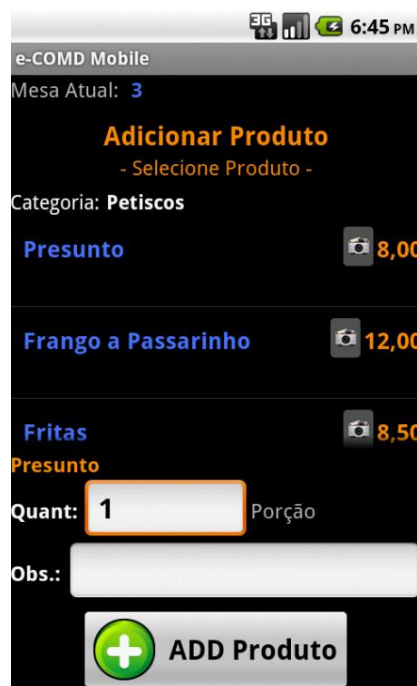 3G 6:45 PM
e-COMD Mobile
Mesa Atual: 3
Adicionar Produto
- Selecione Produto -
Categoria: Petiscos
Presunto 8,00
Frango a Passarinho 12,00
Fritas 8,50
Presunto
Quant: 1 Porção
Obs.:
ADD Produto